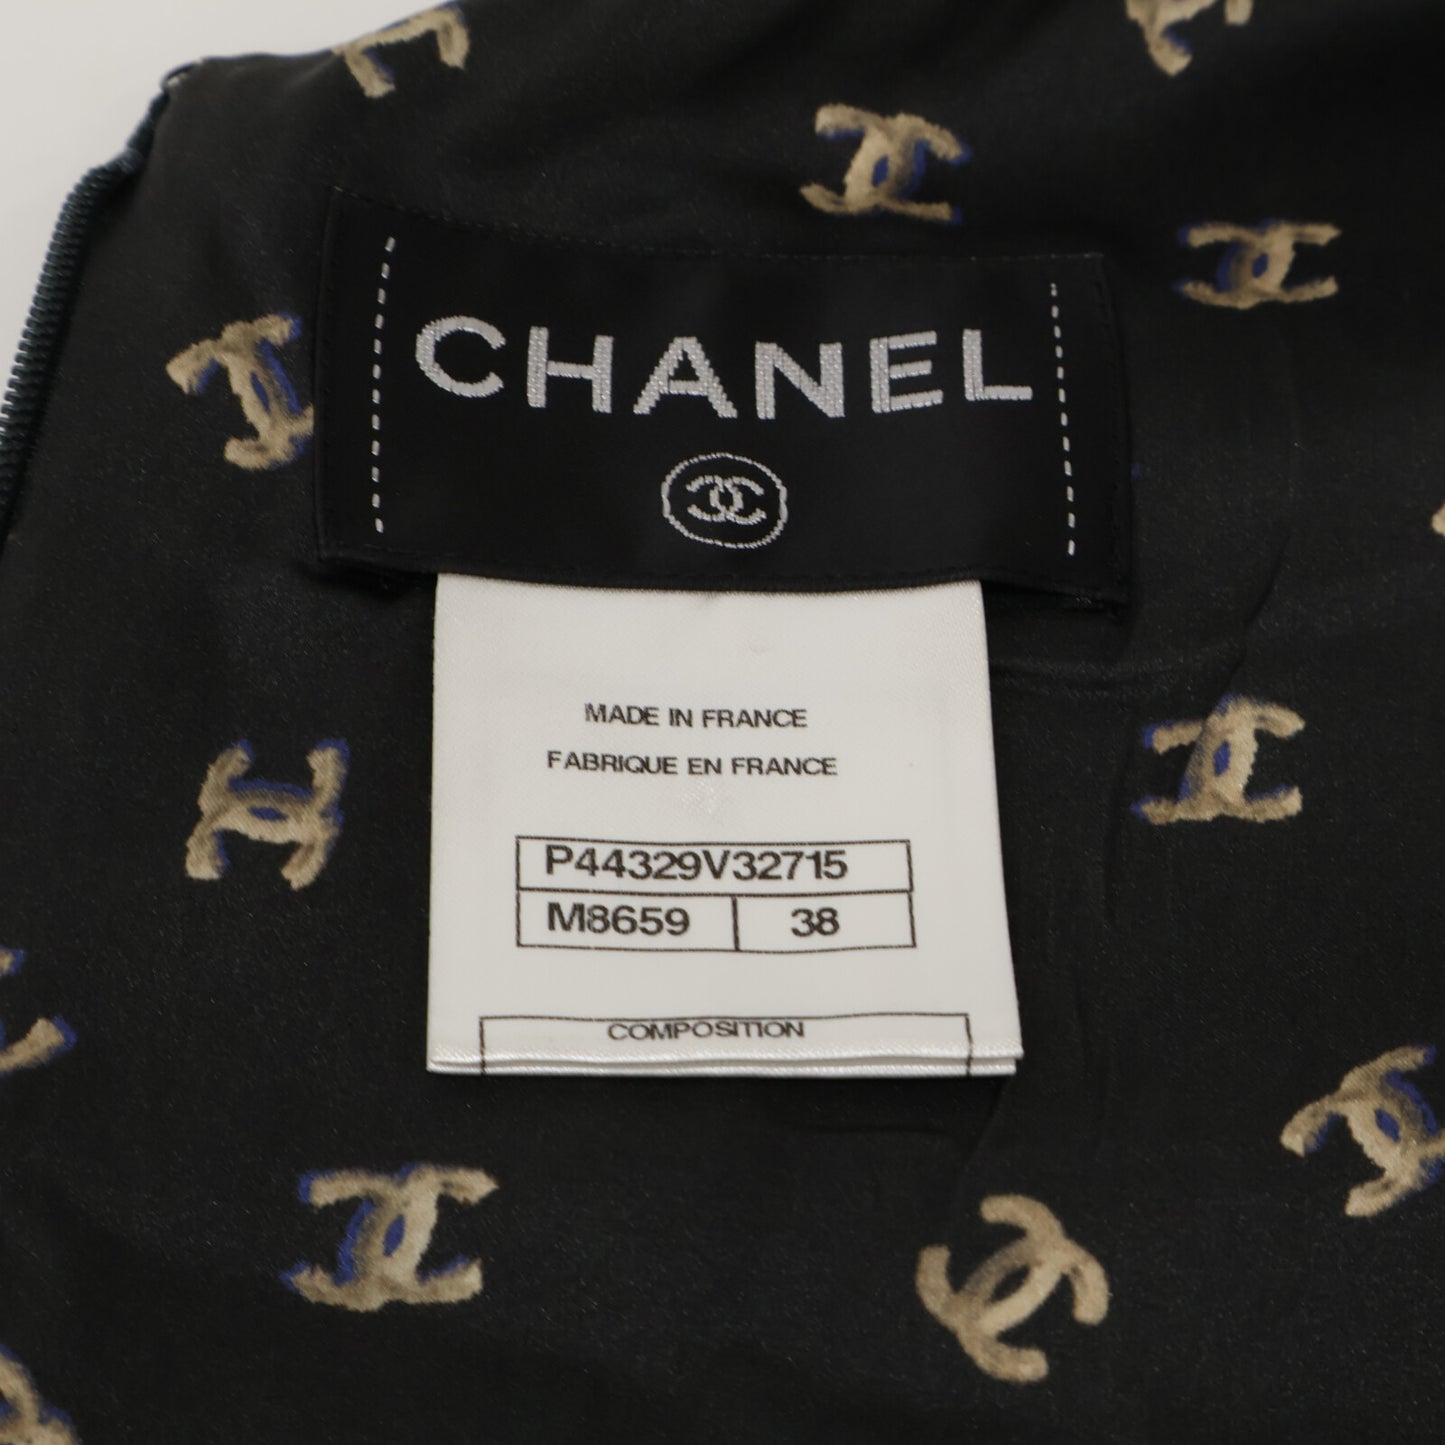 CHANEL
MADE IN FRANCE
FABRIQUE EN FRANCE
P44329V32715
M8659 38
COMPOSITION